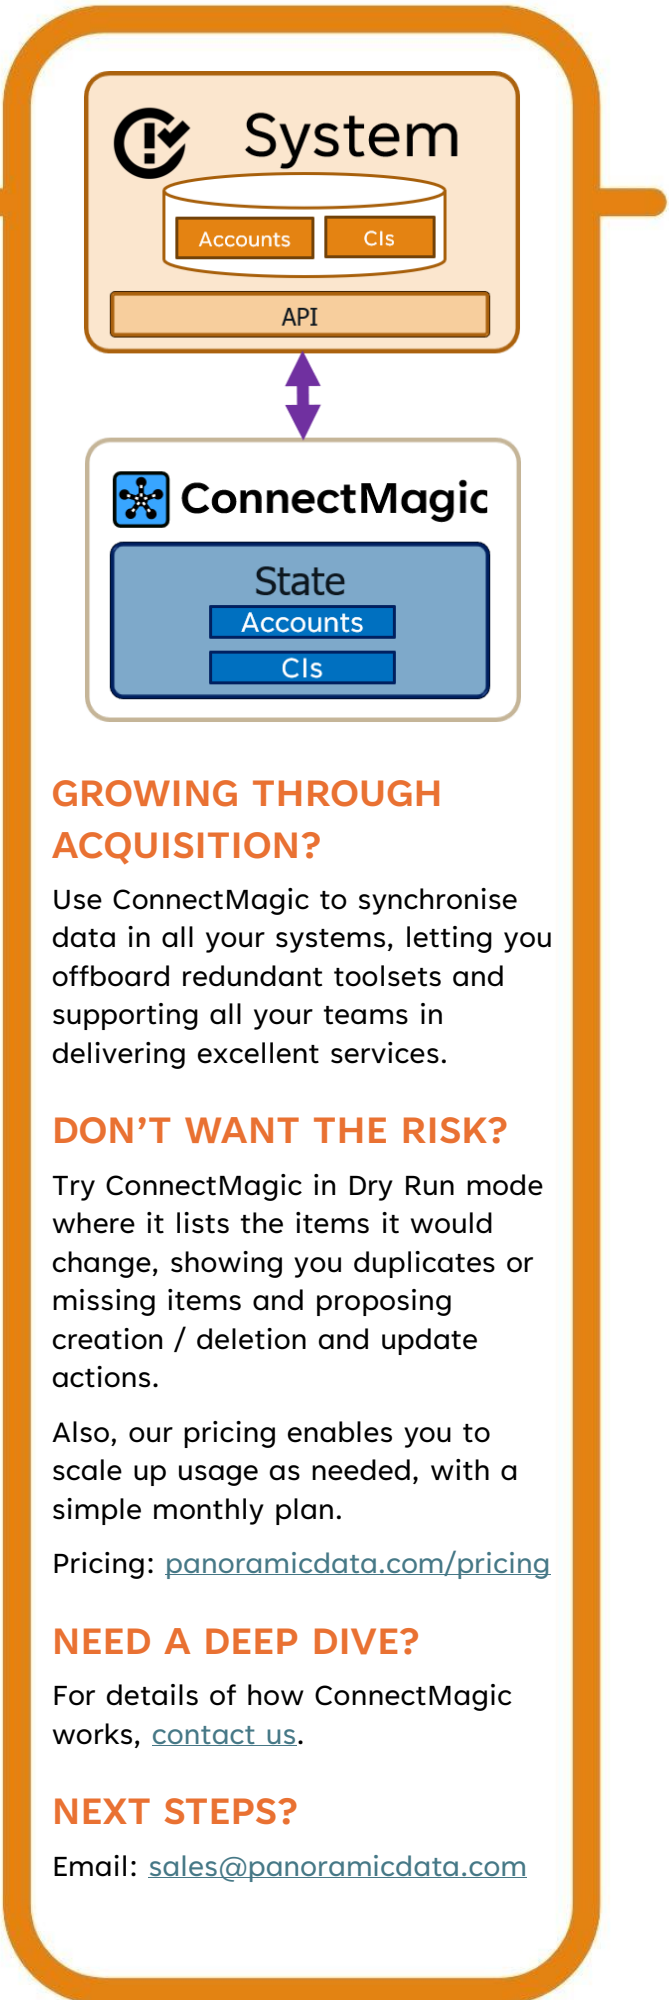 System
Accounts
CIs
API
ConnectMagic
State
Accounts
CIs
GROWING THROUGH
ACQUISITION?
Use ConnectMagic to synchronise
data in all your systems, letting you
offboard redundant toolsets and
supporting all your teams in
delivering excellent services.
DON’T WANT THE RISK?
Try ConnectMagic in Dry Run mode
where it lists the items it would
change, showing you duplicates or
missing items and proposing
creation / deletion and update
actions.
Also, our pricing enables you to
scale up usage as needed, with a
simple monthly plan.
Pricing: panoramicdata.com/pricing
NEED A DEEP DIVE?
For details of how ConnectMagic
works, contact us.
NEXT STEPS?
Email: sales@panoramicdata.com